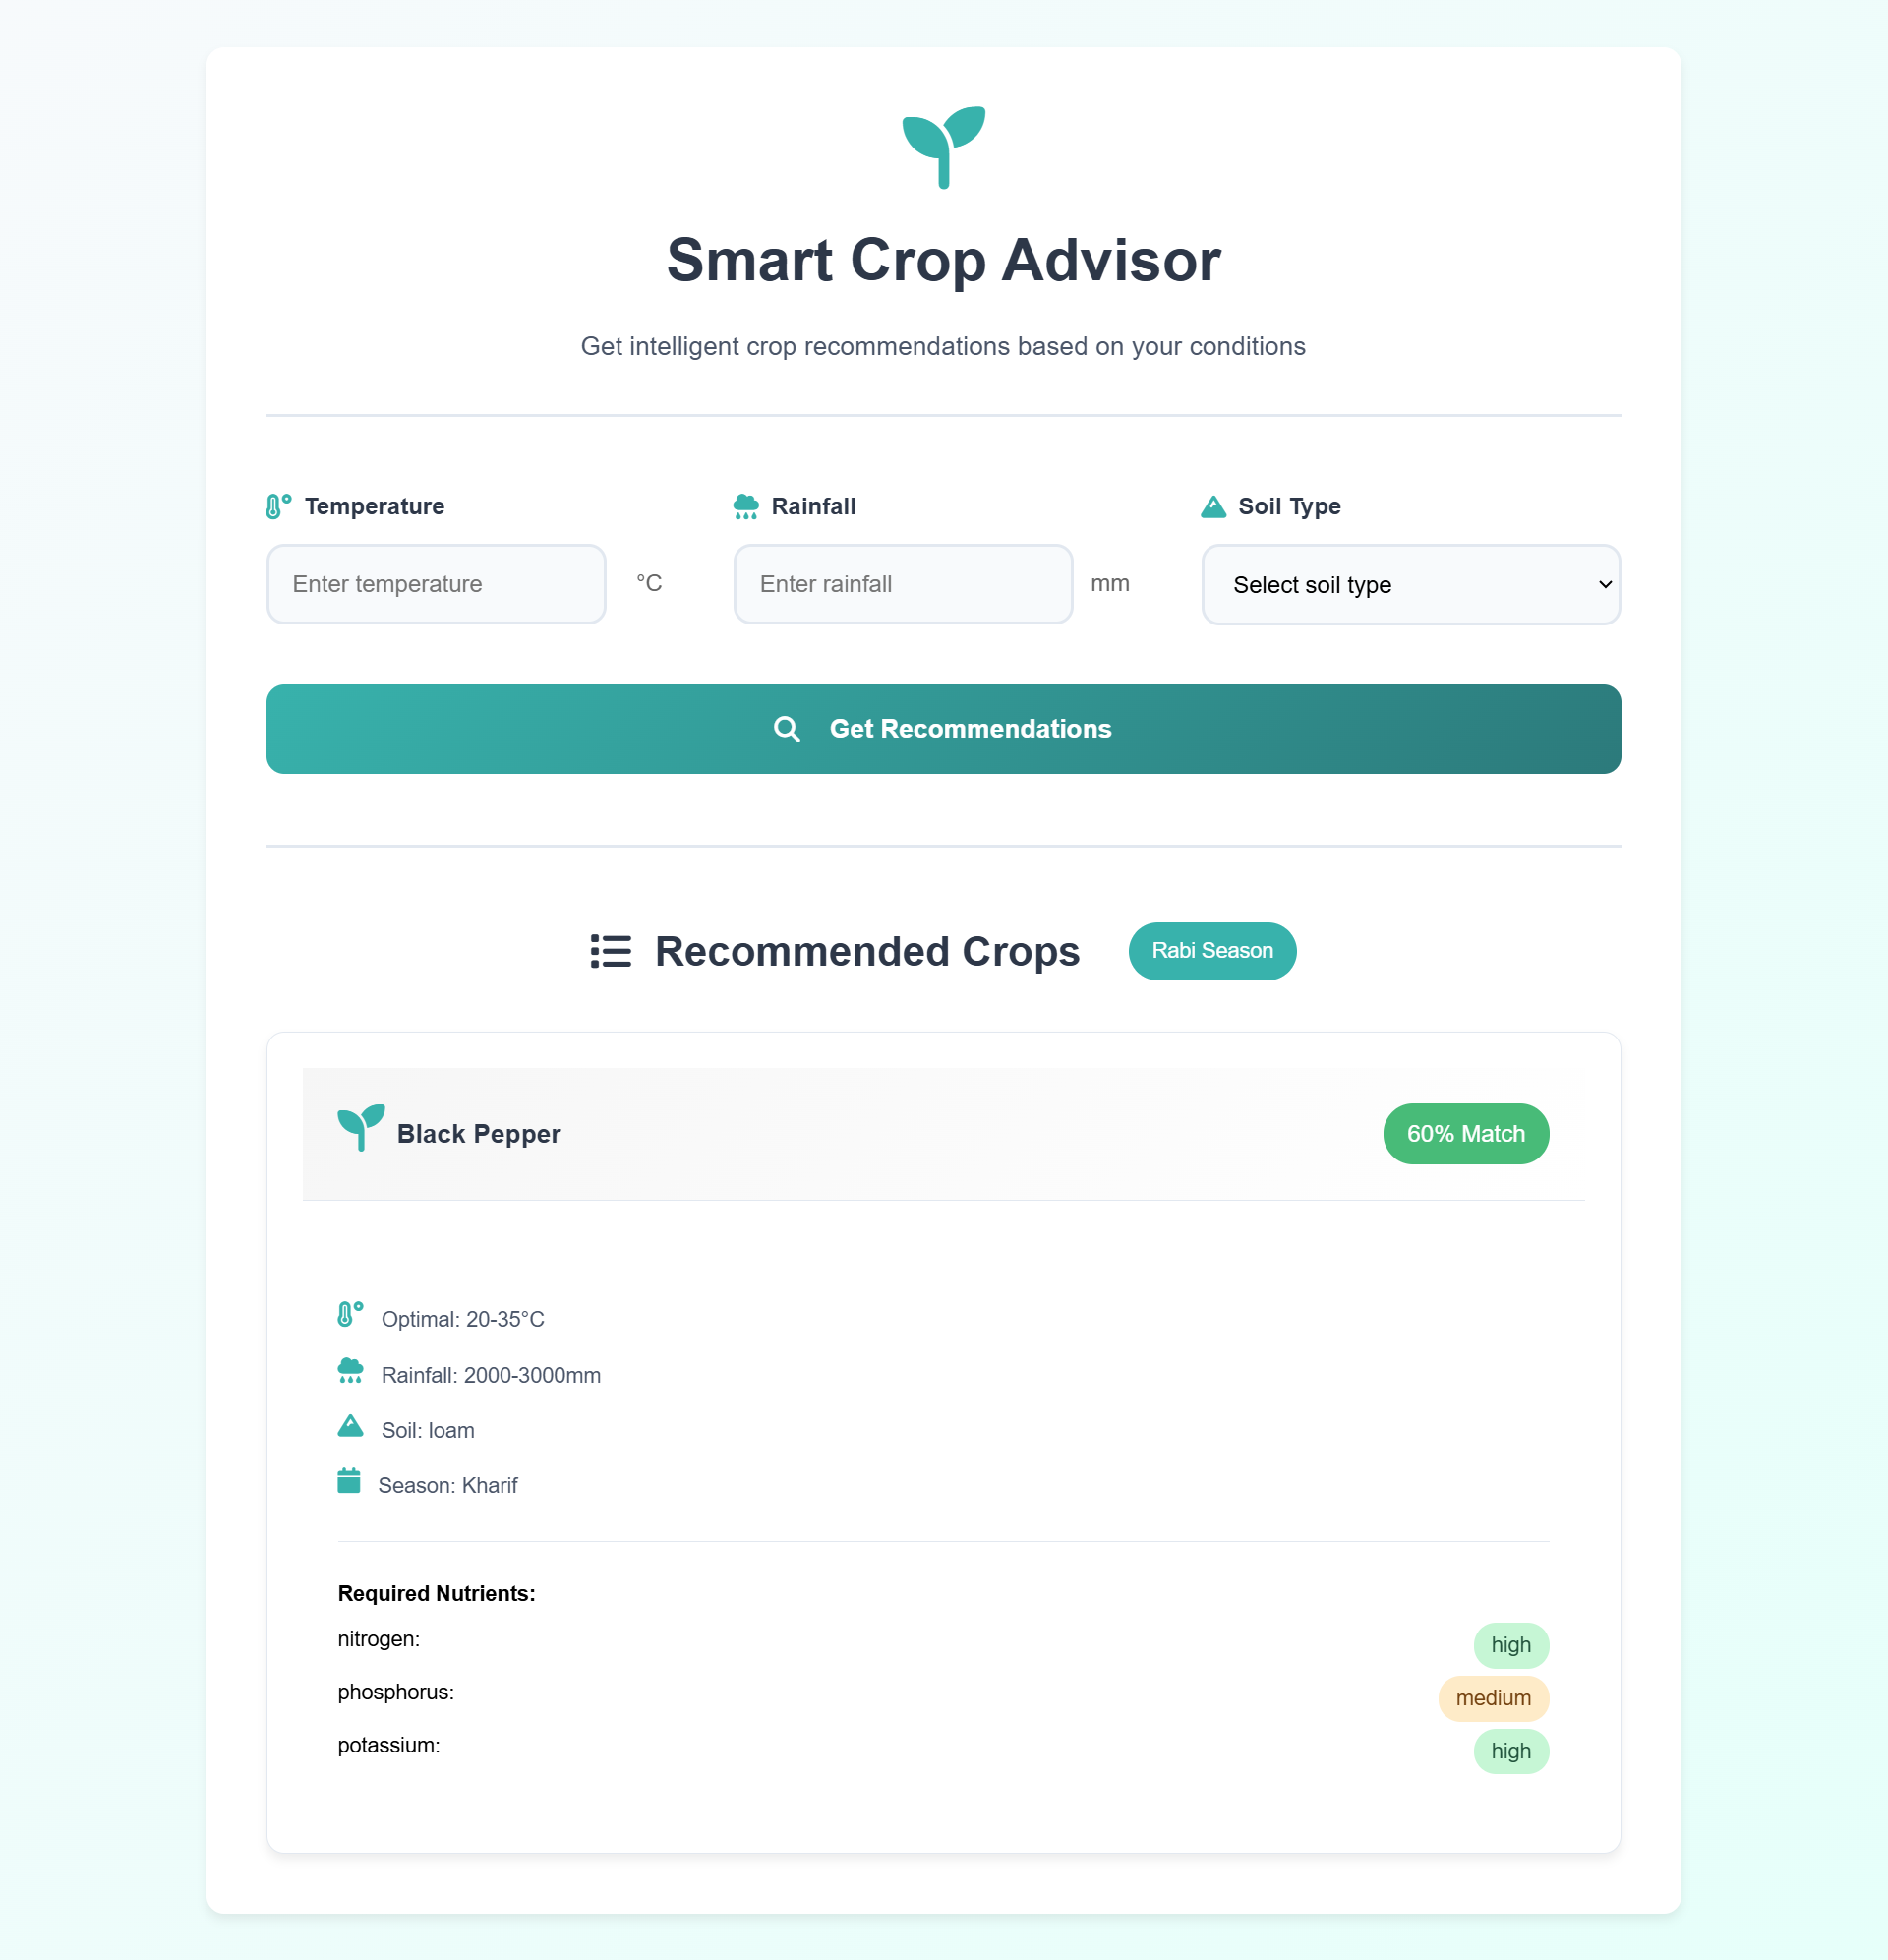 Smart Crop Advisor
Get intelligent crop recommendations based on your conditions
Temperature
Rainfall
Soil Type
Enter temperature
°C
Enter rainfall
mm
Select soil type
Get Recommendations
Recommended Crops
Rabi Season
Black Pepper
60% Match
Optimal: 20-35°C
Rainfall: 2000-3000mm
Soil: loam
Season: Kharif
Required Nutrients:
nitrogen: high
phosphorus: medium
potassium: high